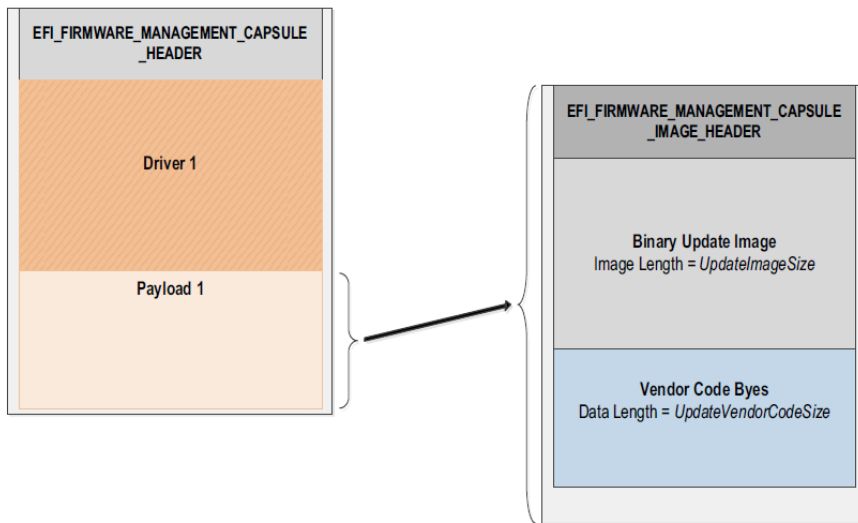 EFI_FIRMWARE_MANAGEMENT_CAPSULE
_HEADER
Driver 1
Payload 1
EFI_FIRMWARE_MANAGEMENT_CAPSULE
_IMAGE_HEADER
Binary Update Image
Image Length = UpdateImageSize
Vendor Code Byes
Data Length = UpdateVendorCodeSize